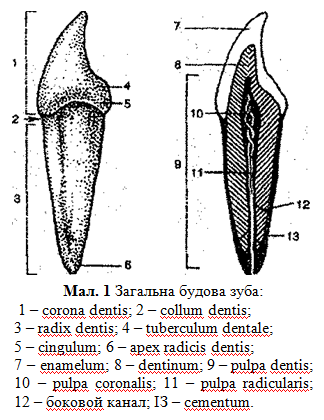 1
2
3
4
5
6
7
8
9
10
11
12
13
Мал. 1 Загальна будова зуба:
1 – corona dentis; 2 – collum dentis;
3 – radix dentis; 4 – tuberculum dentale;
5 – cingulum; 6 – apex radicis dentis;
7 – enamelum; 8 – dentinum; 9 – pulpa dentis;
10 – pulpa coronalis; 11 – pulpa radicularis;
12 – боковой канал; I3 – cementum.